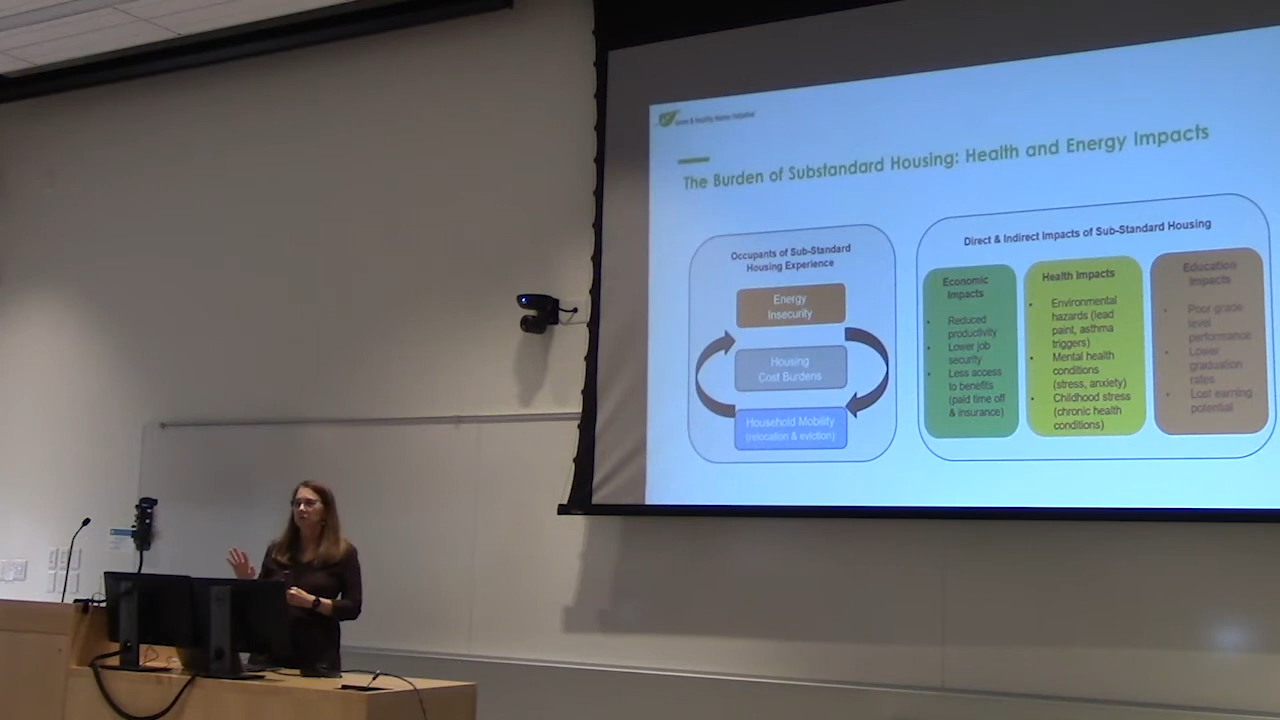 Green & Healthy Homes Initiative
The Burden of Substandard Housing: Health and Energy Impacts
Occupants of Sub-Standard
Housing Experience
Energy
Insecurity
Housing
Cost Burdens
Household Mobility
(relocation & eviction)
Direct & Indirect Impacts of Sub-Standard Housing
Economic
Impacts
• Reduced
productivity
• Lower job
security
• Less access
to benefits
(paid time off
& insurance)
Health Impacts
• Environmental
hazards (lead
paint, asthma
triggers)
• Mental health
conditions
(stress, anxiety)
• Childhood stress
(chronic health
conditions)
Education
Impacts
• Poor grade
level
performance
• Lower
graduation
rates
• Lost earning
potential